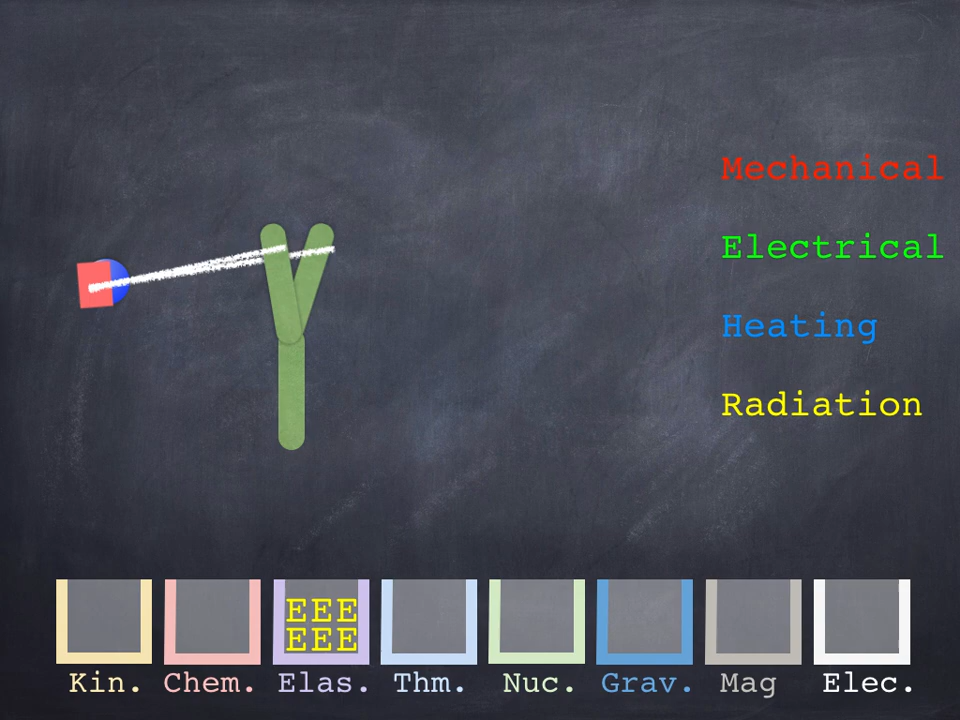 Mechanical
Electrical
Heating
Radiation
EEE
EEE
Kin. Chem. Elas. Thm. Nuc. Grav. Mag Elec.